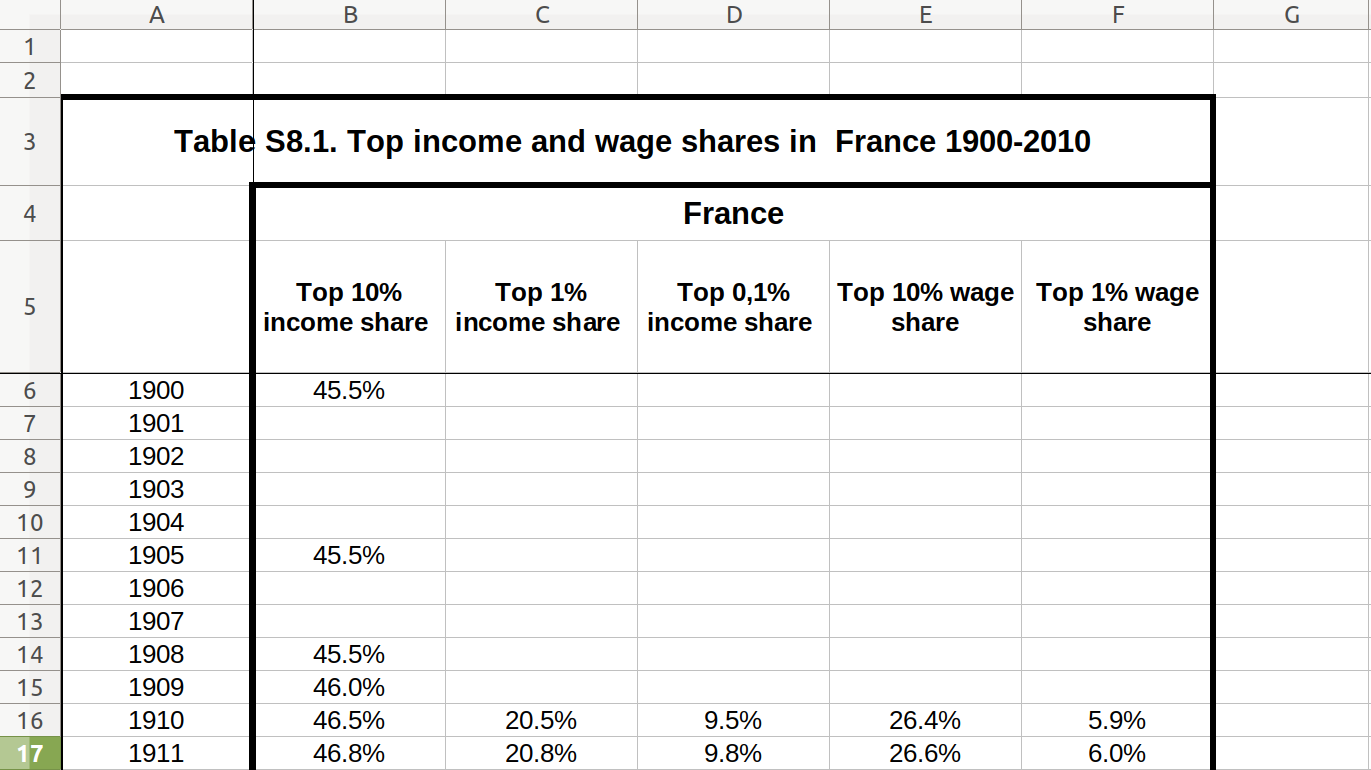 A B C D E F G
1
2
3 Table S8.1. Top income and wage shares in  France 1900-2010
4 France
5 Top 10% income share Top 1% income share Top 0,1% income share Top 10% wage share Top 1% wage share
6 1900 45.5%
7 1901
8 1902
9 1903
10 1904
11 1905 45.5%
12 1906
13 1907
14 1908 45.5%
15 1909 46.0%
16 1910 46.5% 20.5% 9.5% 26.4% 5.9%
17 1911 46.8% 20.8% 9.8% 26.6% 6.0%